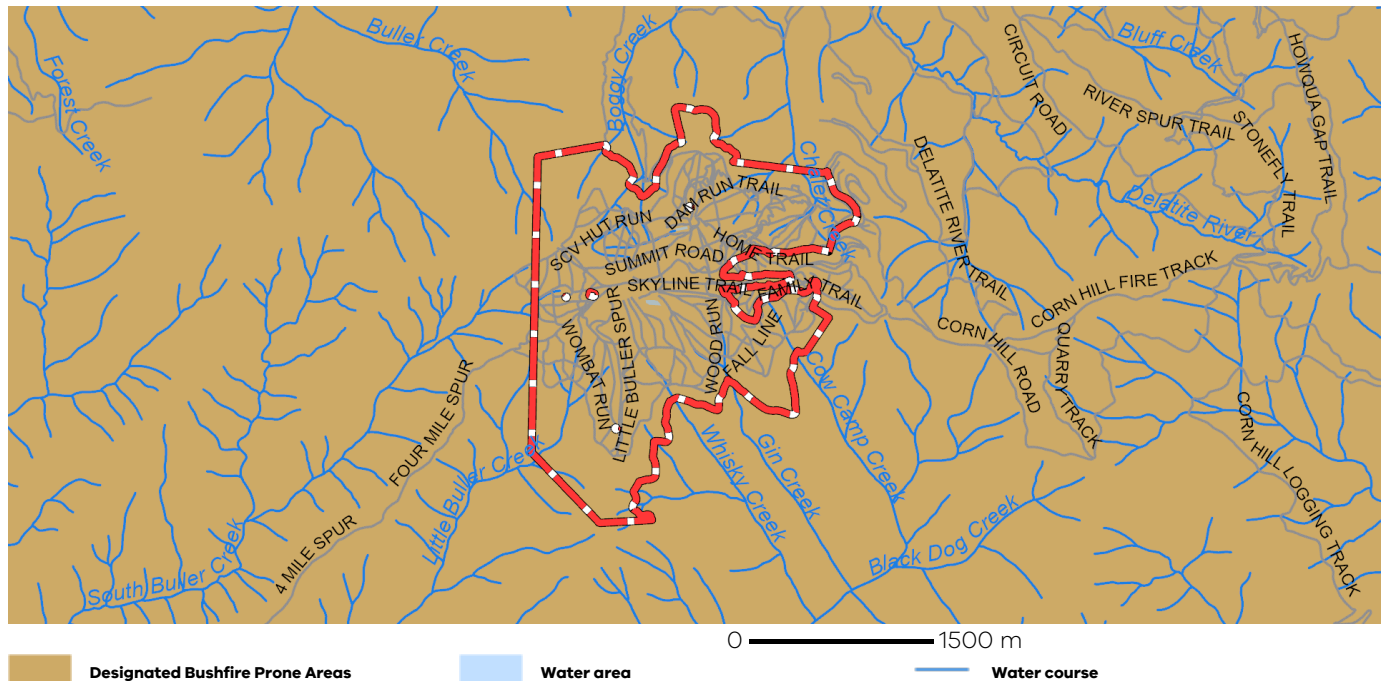 Buller Creek
Boggy Creek
Forest Creek
Bluff Creek
CIRCUIT ROAD
HOWQUA GAP TRAIL
RIVER SPUR TRAIL
STONEFLY TRAIL
DELATITE RIVER TRAIL
Chalet Creek
Delatite River
DAM RUN TRAIL
SCV HUT RUN
HOME TRAIL
SUMMIT ROAD
SKYLINE TRAIL
FAMILY TRAIL
CORN HILL FIRE TRACK
CORN HILL ROAD
QUARRY TRACK
WOMBAT RUN
LITTLE BULLER SPUR
WOOD RUN
FALL LINE
FOUR MILE SPUR
Cow Camp Creek
CORN HILL LOGGING TRACK
Little Buller Creek
Whisky Creek
Gin Creek
Black Dog Creek
4 MILE SPUR
South Buller Creek
0 1500 m
Designated Bushfire Prone Areas
Water area
Water course